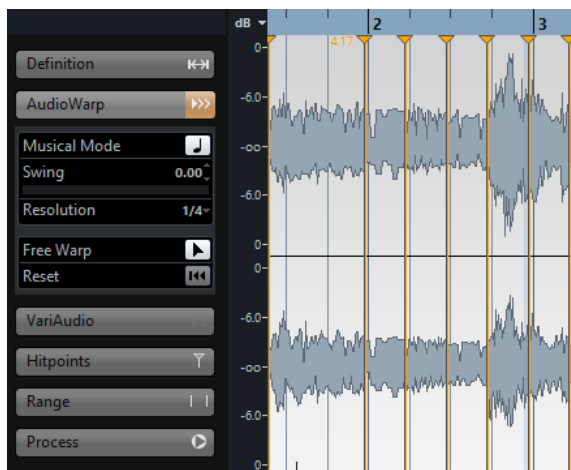 dB
2
3
4.17
Definition
AudioWarp
Musical Mode
Swing 0.00
Resolution 1/4
Free Warp
Reset
VariAudio
Hitpoints
Range
Process
0-
-6.0-
-oo-
-6.0-
0-
0-
-6.0-
-oo-
-6.0-
0-